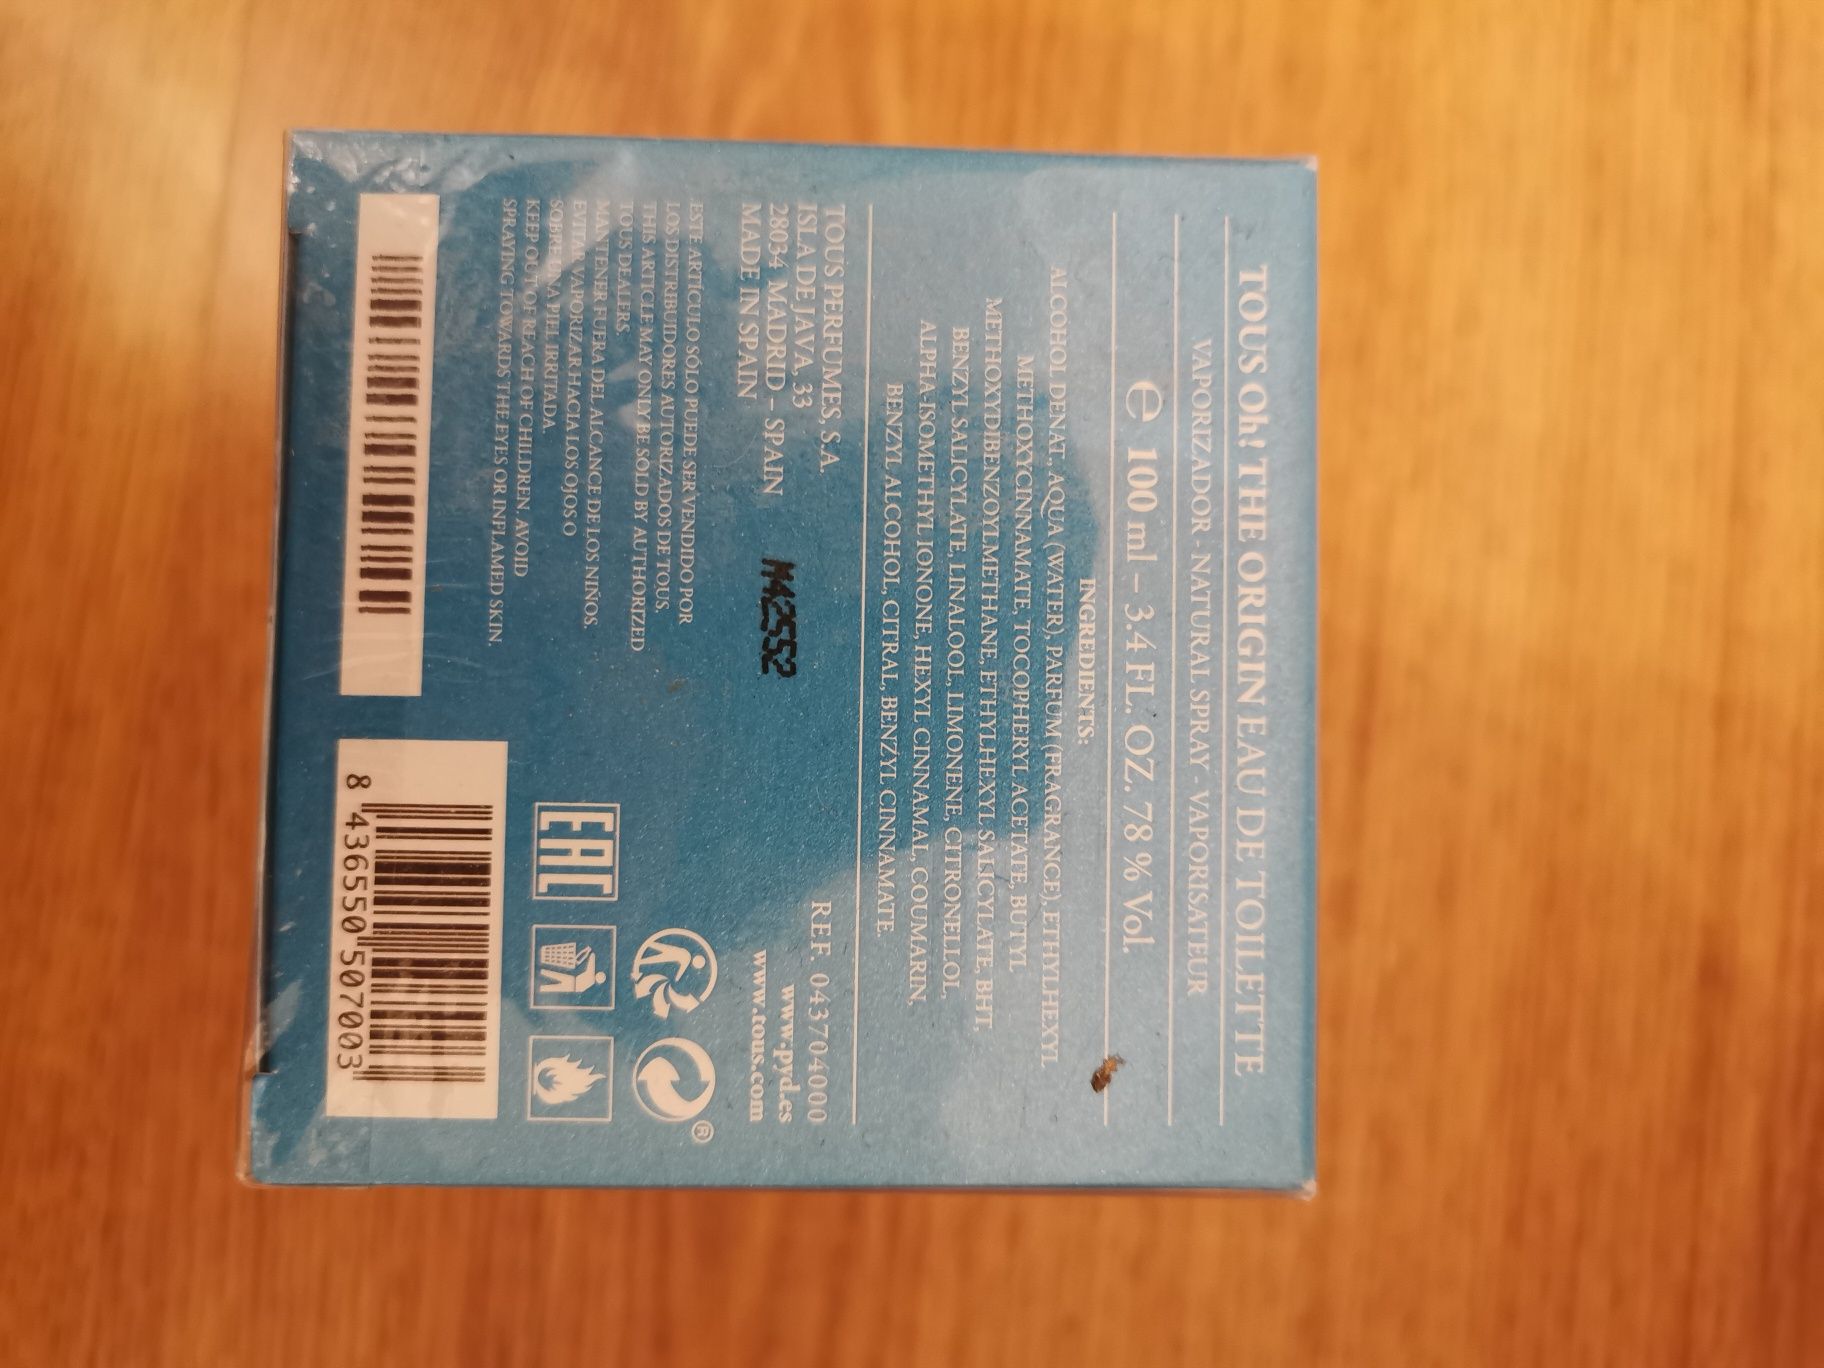 TOUS Oh! THE ORIGIN EAU DE TOILETTE
VAPORIZADOR - NATURAL SPRAY - VAPORISATEUR
e 100 ml - 3.4 FL. OZ. 78 % Vol.
INGREDIENTS:
ALCOHOL DENAT., AQUA (WATER), PARFUM (FRAGRANCE), ETHYLHEXYL
METHOXYCINNAMATE, TOCOPHERYL ACETATE, BUTYL
METHOXYDIBENZOYLMETHANE, ETHYLHEXYL SALICYLATE, BHT,
BENZYL SALICYLATE, LINALOOL, LIMONENE, CITRONELLOL,
ALPHA-ISOMETHYL IONONE, HEXYL CINNAMAL, COUMARIN,
BENZYL ALCOHOL, CITRAL, BENZYL CINNAMATE.
TOUS PERFUMES, S.A.
ISLA DE JAVA, 33
28034 MADRID - SPAIN
MADE IN SPAIN
M42552
REF. 043704000
www.pyd.es
www.tous.com
ESTE ARTICULO SÓLO PUEDE SER VENDIDO POR
LOS DISTRIBUIDORES AUTORIZADOS DE TOUS.
THIS ARTICLE MAY ONLY BE SOLD BY AUTHORIZED
TOUS DEALERS.
MANTENER FUERA DEL ALCANCE DE LOS NIÑOS.
EVITAR VAPORIZAR HACIA LOS OJOS O
SOBRE UNA PIEL IRRITADA.
KEEP OUT OF REACH OF CHILDREN. AVOID
SPRAYING TOWARDS THE EYES OR INFLAMED SKIN.
®
EAC
8 436550 507003